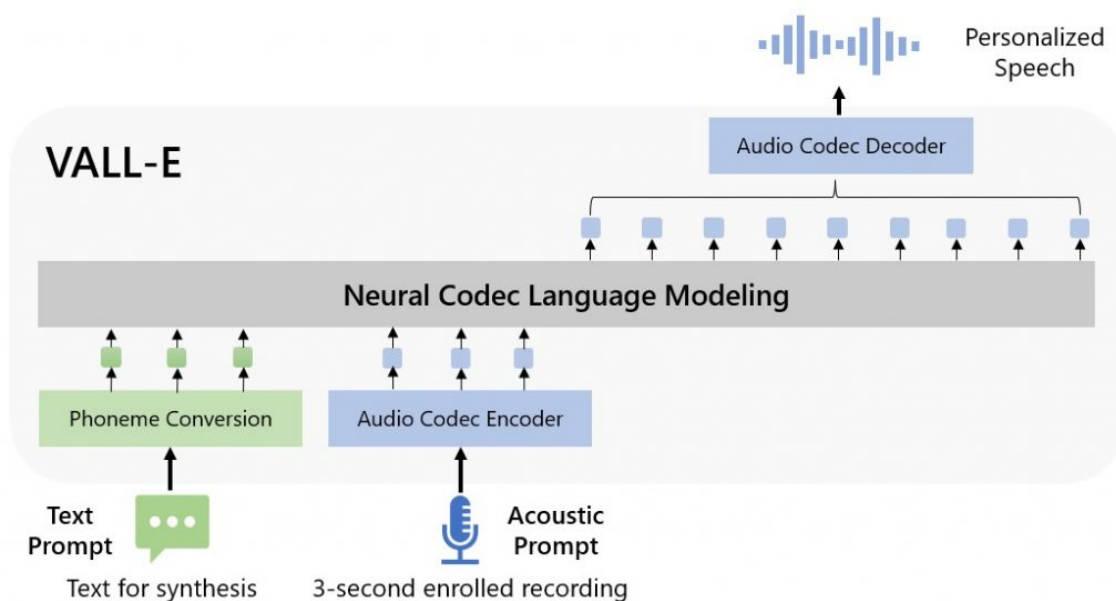 Personalized
Speech
Audio Codec Decoder
VALL-E
Neural Codec Language Modeling
Phoneme Conversion
Audio Codec Encoder
Text
Prompt
Acoustic
Prompt
Text for synthesis
3-second enrolled recording